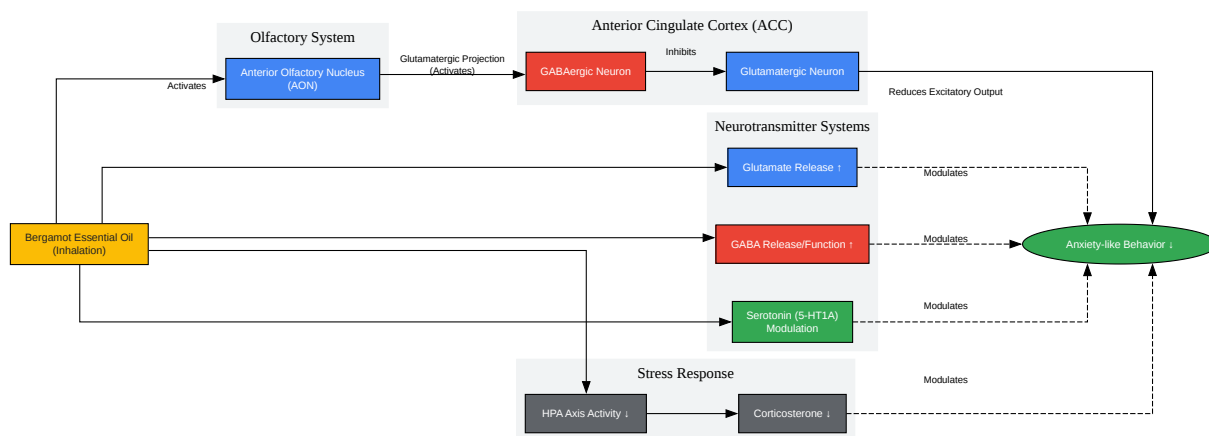 Anterior Cingulate Cortex (ACC)
Olfactory System
Anterior Olfactory Nucleus
(AON)
Glutamatergic Projection
(Activates)
GABAergic Neuron
Inhibits
Glutamatergic Neuron
Activates
Reduces Excitatory Output
Neurotransmitter Systems
Glutamate Release ↑
Modulates
Bergamot Essential Oil
(Inhalation)
GABA Release/Function ↑
Modulates
Anxiety-like Behavior ↓
Serotonin (5-HT1A)
Modulation
Modulates
Stress Response
Modulates
HPA Axis Activity ↓
Corticosterone ↓